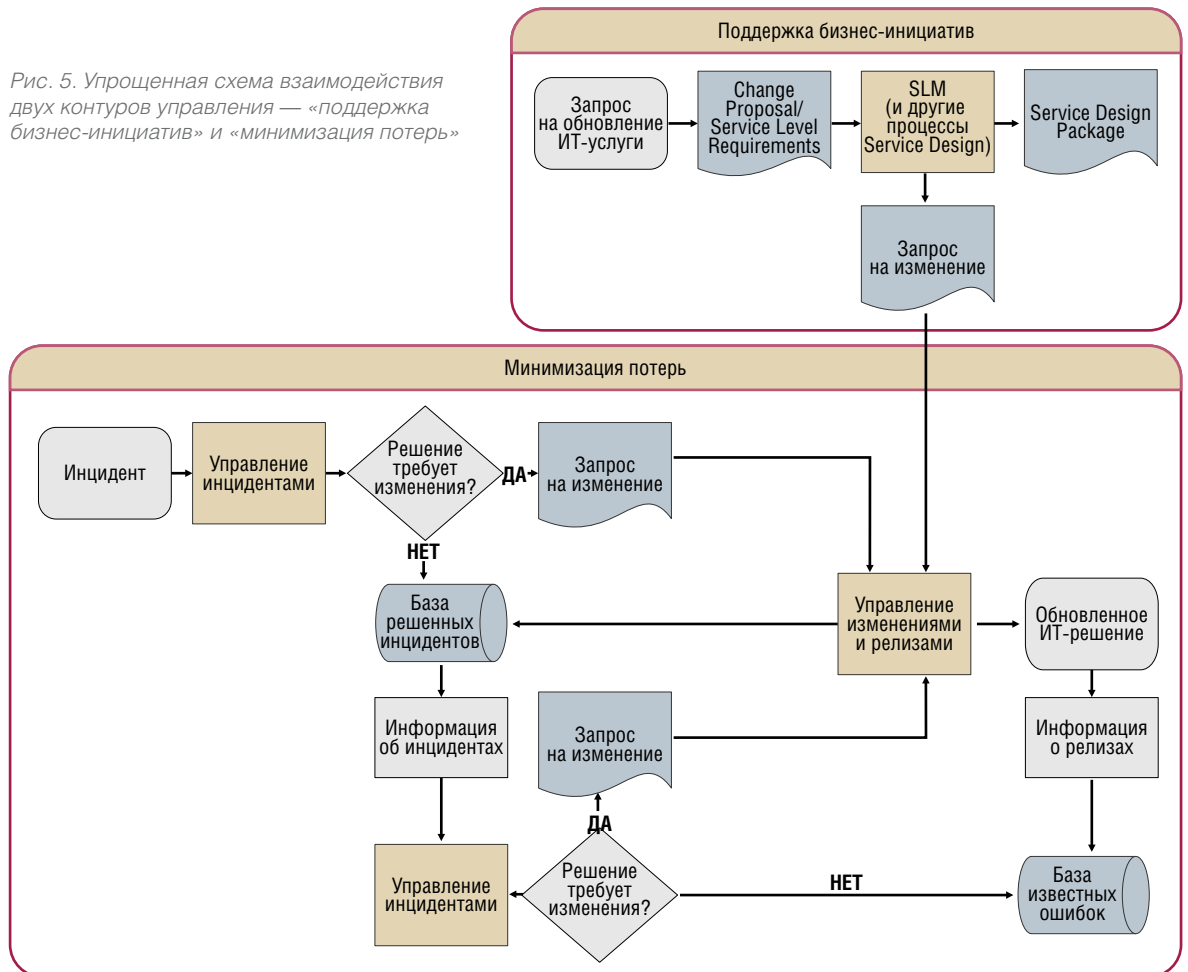 Рис. 5. Упрощенная схема взаимодействия
двух контуров управления — «поддержка
бизнес-инициатив» и «минимизация потерь»
Поддержка бизнес-инициатив
Запрос
на обновление
ИТ-услуги
Change
Proposal/
Service Level
Requirements
SLM
(и другие
процессы
Service Design)
Service Design
Package
Запрос
на изменение
Минимизация потерь
Инцидент
Управление
инцидентами
Решение
требует
изменения?
ДА
Запрос
на изменение
НЕТ
База
решенных
инцидентов
Управление
изменениями
и релизами
Обновленное
ИТ-решение
Информация
об инцидентах
Запрос
на изменение
Информация
о релизах
ДА
Управление
инцидентами
Решение
требует
изменения?
НЕТ
База
известных
ошибок